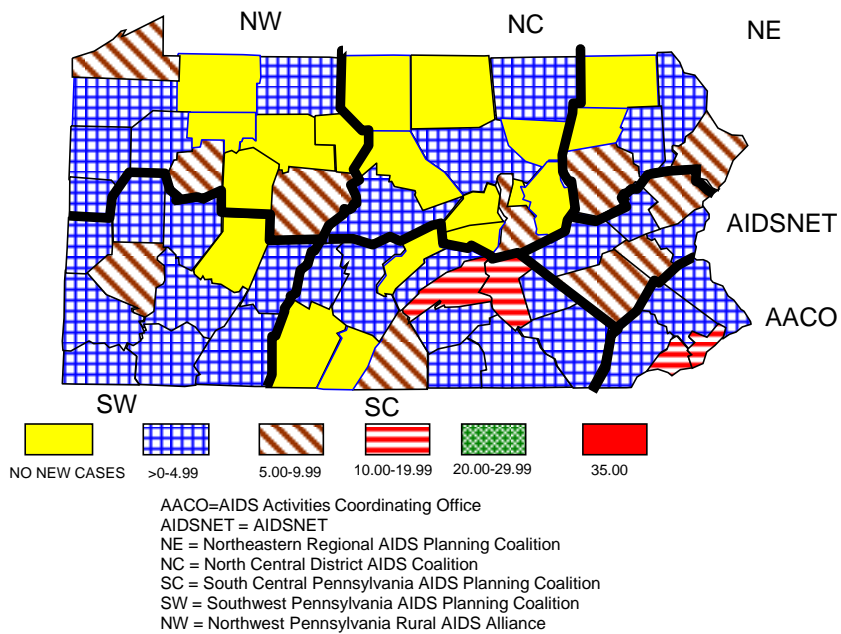 NW
NC
NE
AIDSNET
AACO
SW
SC
NO NEW CASES
>0-4.99
5.00-9.99
10.00-19.99
20.00-29.99
35.00
AACO=AIDS Activities Coordinating Office
AIDSNET = AIDSNET
NE = Northeastern Regional AIDS Planning Coalition
NC = North Central District AIDS Coalition
SC = South Central Pennsylvania AIDS Planning Coalition
SW = Southwest Pennsylvania AIDS Planning Coalition
NW = Northwest Pennsylvania Rural AIDS Alliance